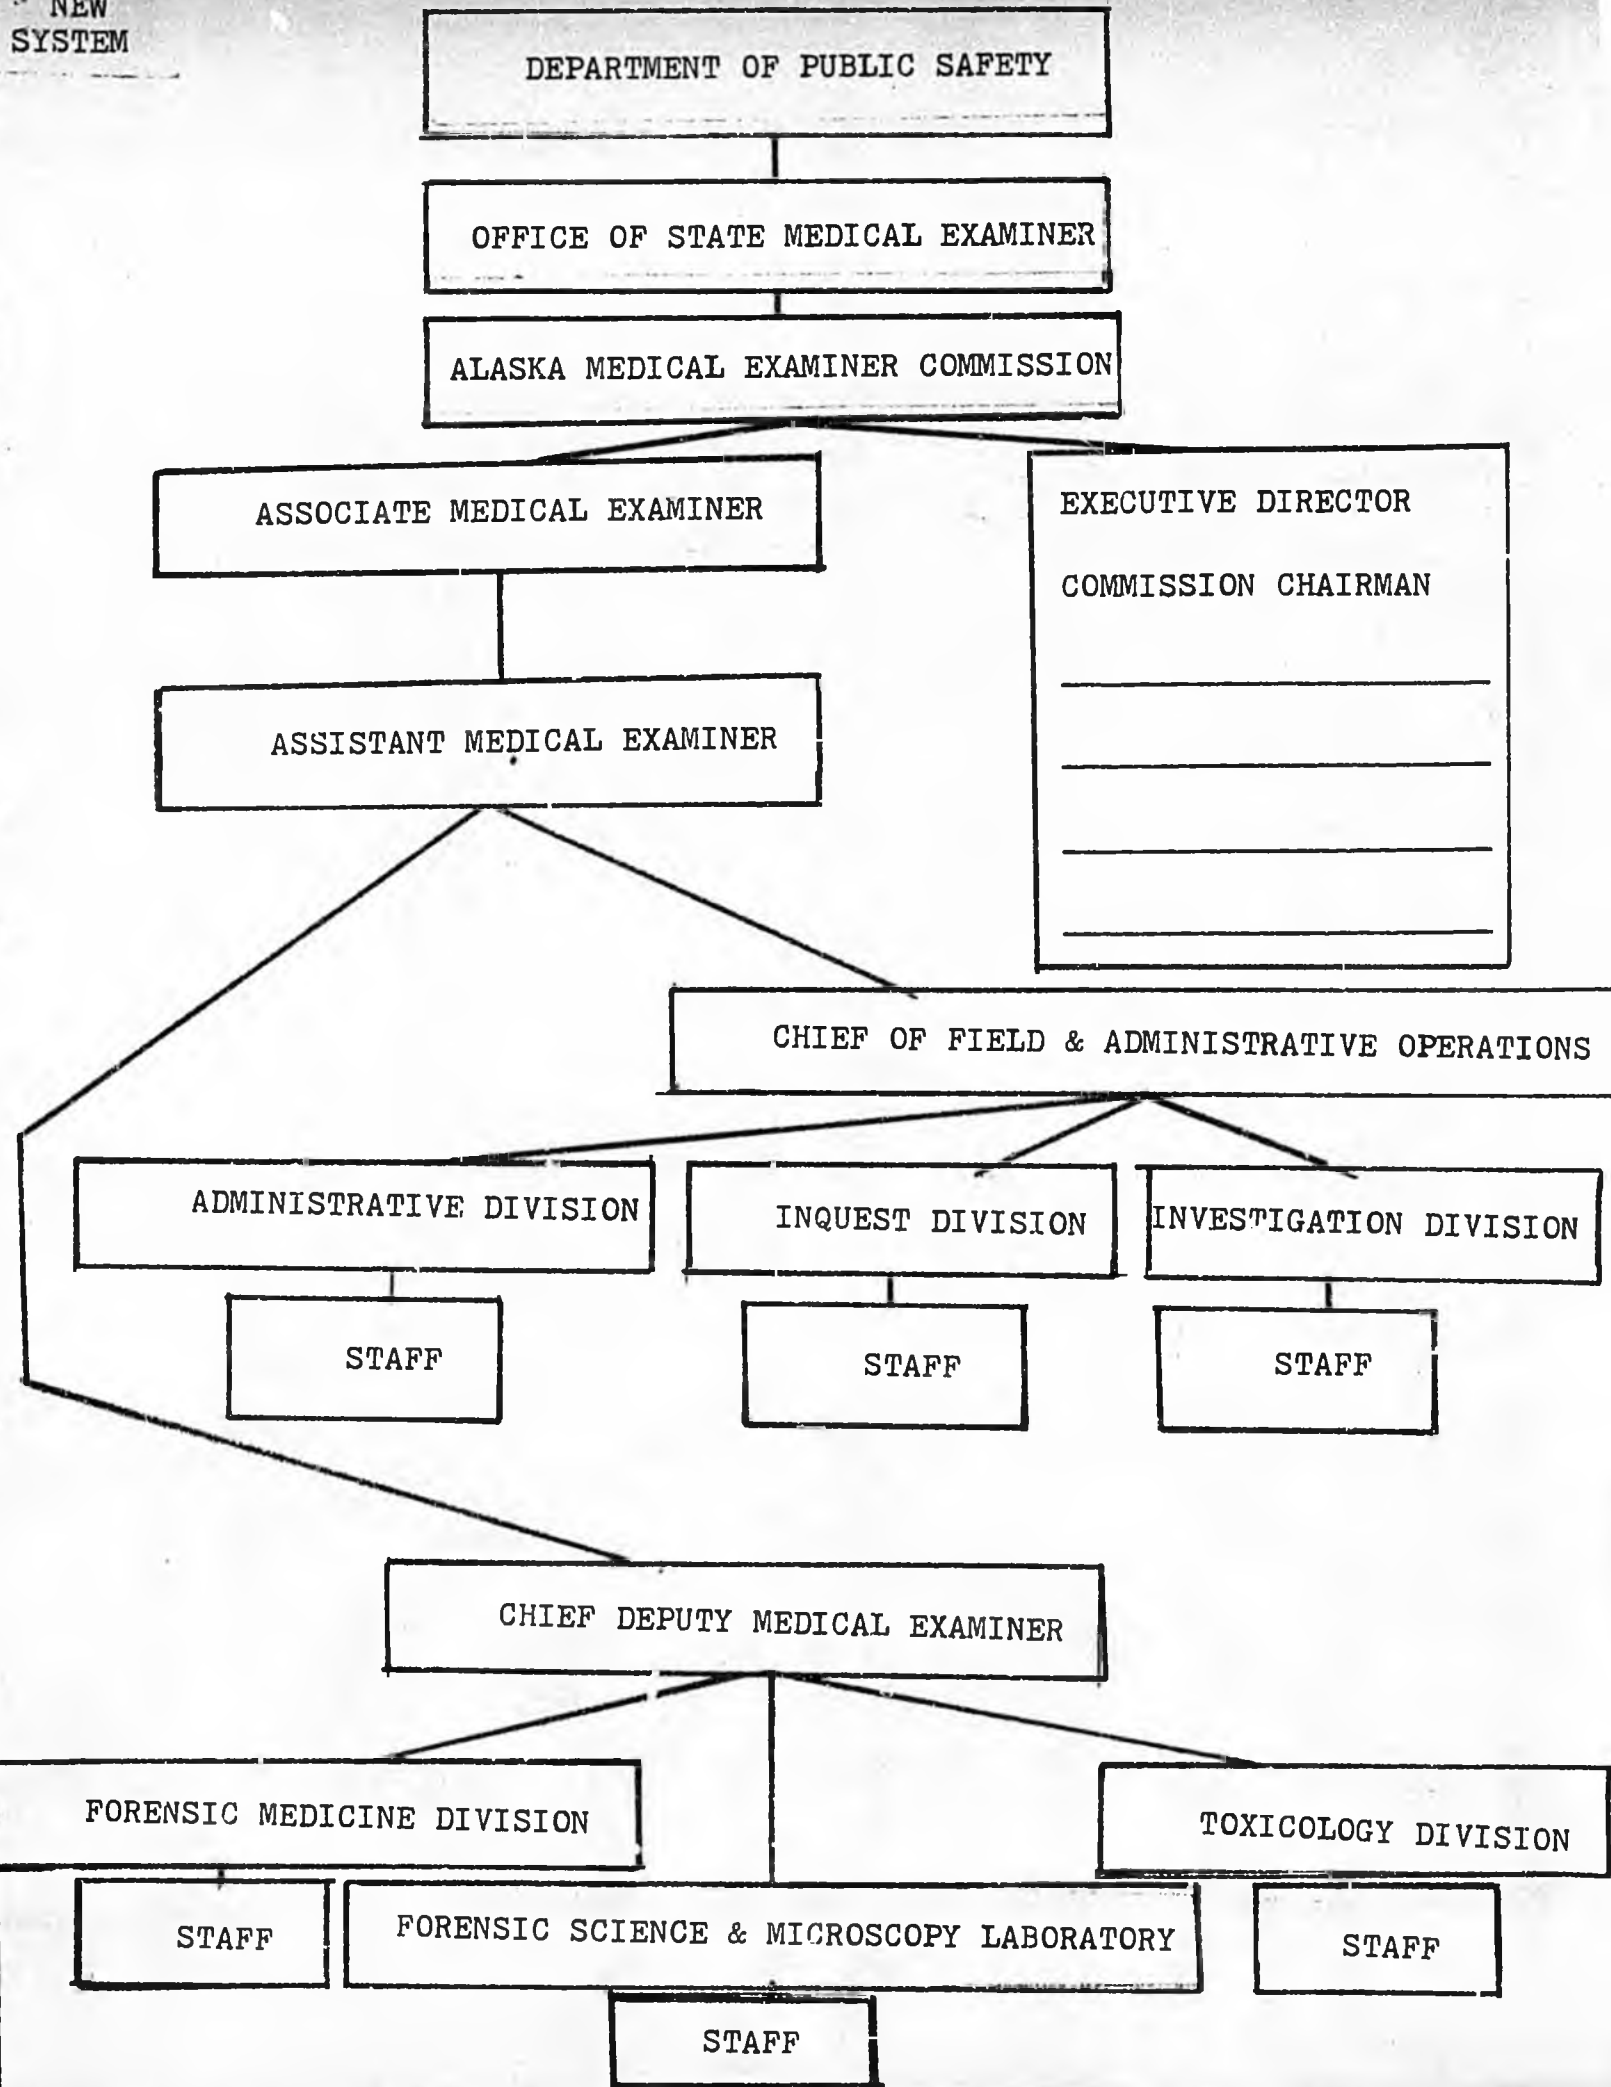 NEW
SYSTEM
DEPARTMENT OF PUBLIC SAFETY
OFFICE OF STATE MEDICAL EXAMINER
ALASKA MEDICAL EXAMINER COMMISSION
ASSOCIATE MEDICAL EXAMINER
EXECUTIVE DIRECTOR
COMMISSION CHAIRMAN
ASSISTANT MEDICAL EXAMINER
CHIEF OF FIELD & ADMINISTRATIVE OPERATIONS
ADMINISTRATIVE DIVISION
INQUEST DIVISION
INVESTIGATION DIVISION
STAFF
STAFF
STAFF
CHIEF DEPUTY MEDICAL EXAMINER
FORENSIC MEDICINE DIVISION
TOXICOLOGY DIVISION
STAFF
FORENSIC SCIENCE & MICROSCOPY LABORATORY
STAFF
STAFF